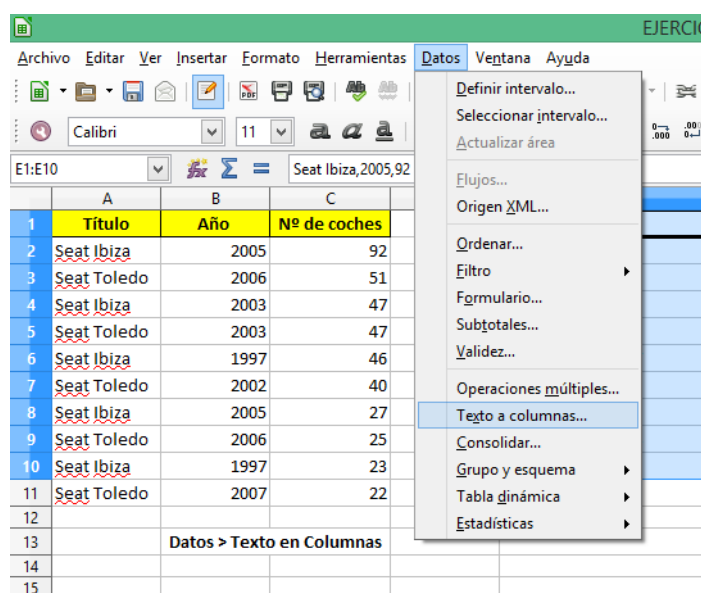 EJERCI
Archivo Editar Ver Insertar Formato Herramientas Datos Ventana Ayuda
Calibri 11 a a a
E1:E10 Seat Ibiza,2005,92
A B C
1 Título Año Nº de coches
2 Seat Ibiza 2005 92
3 Seat Toledo 2006 51
4 Seat Ibiza 2003 47
5 Seat Toledo 2003 47
6 Seat Ibiza 1997 46
7 Seat Toledo 2002 40
8 Seat Ibiza 2005 27
9 Seat Toledo 2006 25
10 Seat Ibiza 1997 23
11 Seat Toledo 2007 22
12
13 Datos > Texto en Columnas
14
15
Definir intervalo...
Seleccionar intervalo...
Actualizar área
Flujos...
Origen XML...
Ordenar...
Filtro
Formulario...
Subtotales...
Validez...
Operaciones múltiples...
Texto a columnas...
Consolidar...
Grupo y esquema
Tabla dinámica
Estadísticas